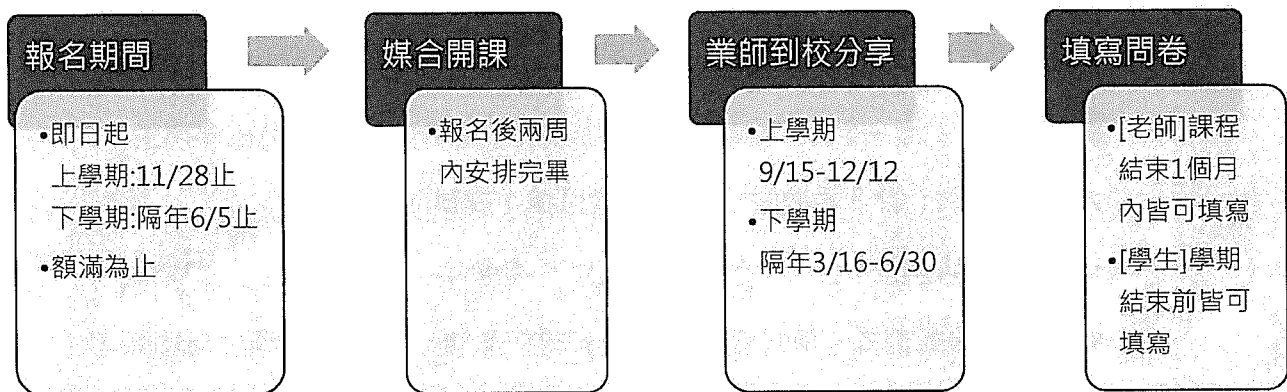 報名期間
•即日起
上學期:11/28止
下學期:隔年6/5止
•額滿為止
媒合開課
•報名後兩周
內安排完畢
業師到校分享
•上學期
9/15-12/12
•下學期
隔年3/16-6/30
填寫問卷
•[老師]課程
結束1個月
內皆可填寫
•[學生]學期
結束前皆可
填寫